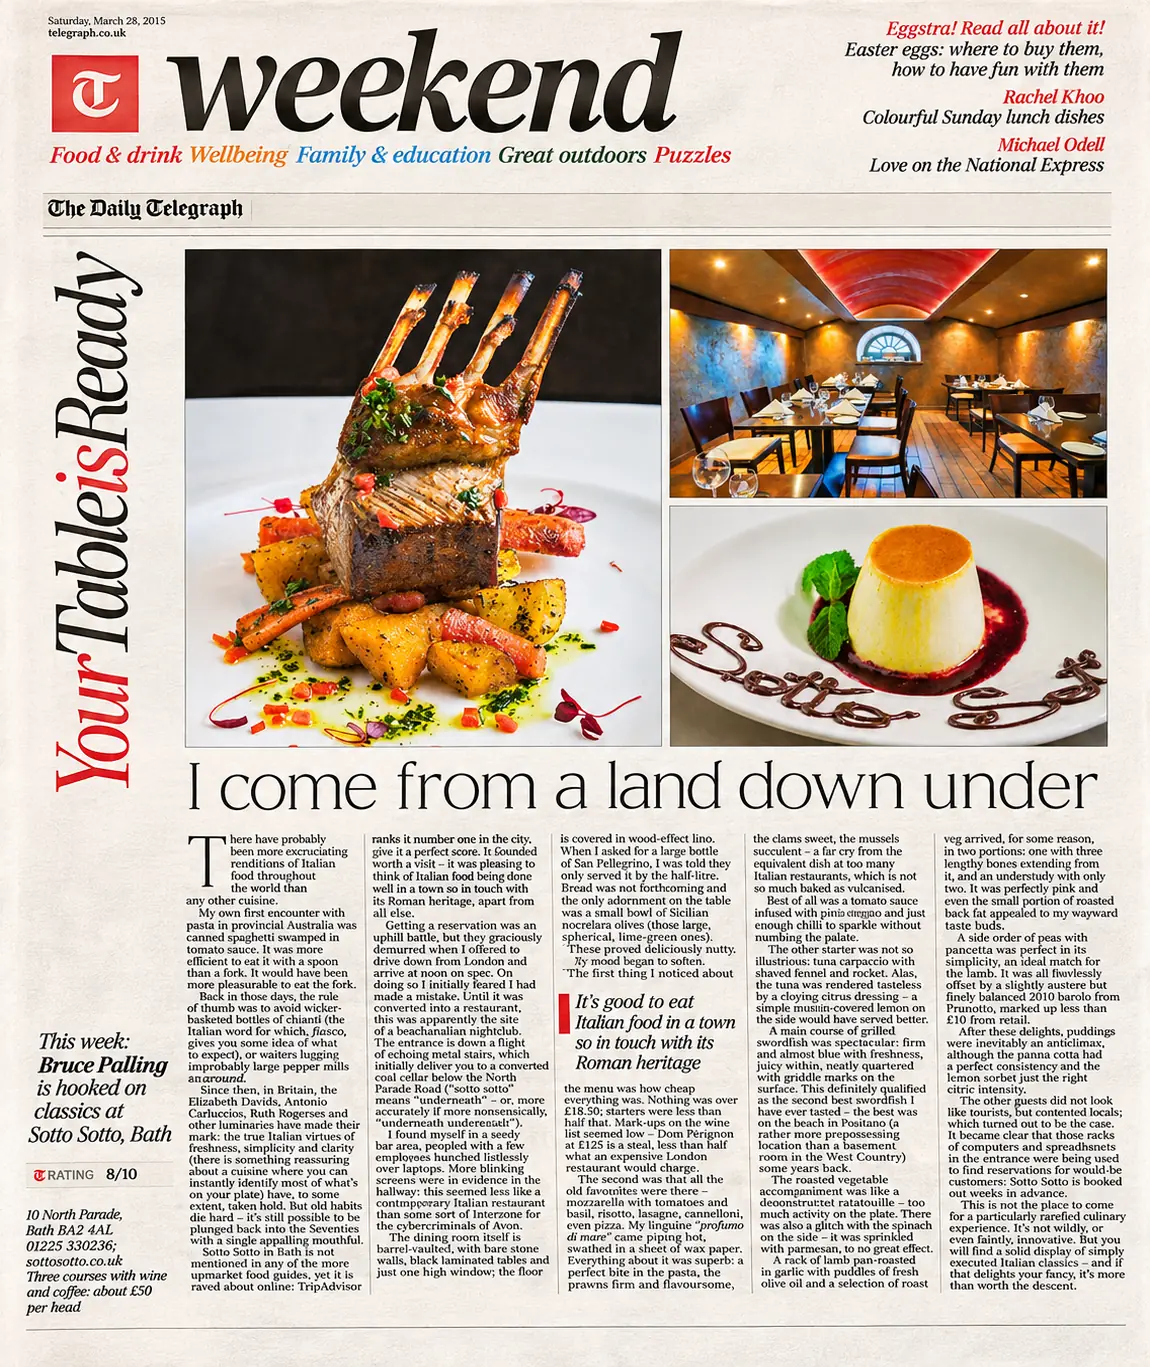 Saturday, March 28, 2015
telegraph.co.uk
T
weekend
Food & drink Wellbeing Family & education Great outdoors Puzzles
Eggstra! Read all about it!
Easter eggs: where to buy them,
how to have fun with them
Rachel Khoo
Colourful Sunday lunch dishes
Michael Odell
Love on the National Express
The Daily Telegraph
YourTableisReady
Sotto Sot
I come from a land down under
This week:
Bruce Palling
is hooked on
classics at
Sotto Sotto, Bath
T RATING 8/10
10 North Parade,
Bath BA2 4AL
01225 330236;
sottosotto.co.uk
Three courses with wine
and coffee: about £50
per head
There have probably
been more excruciating
renditions of Italian
food throughout
the world than
any other cuisine.
My own first encounter with
pasta in provincial Australia was
canned spaghetti swamped in
tomato sauce. It was more
efficient to eat it with a spoon
than a fork. It would have been
more pleasurable to eat the fork.
Back in those days, the rule
of thumb was to avoid wicker-
basketed bottles of chianti (the
Italian word for which, fiasco,
gives you some idea of what
to expect), or waiters lugging
improbably large pepper mills
an around.
Since then, in Britain, the
Elizabeth Davids, Antonio
Carluccios, Ruth Rogerses and
other luminaries have made their
mark: the true Italian virtues of
freshness, simplicity and clarity
(there is something reassuring
about a cuisine where you can
instantly identify most of what's
on your plate) have, to some
extent, taken hold. But old habits
die hard – it's still possible to be
plunged back into the Seventies
with a single appalling mouthful.
Sotto Sotto in Bath is not
mentioned in any of the more
upmarket food guides, yet it is
raved about online: TripAdvisor
ranks it number one in the city.
give it a perfect score. It founded
worth a visit – it was pleasing to
think of Italian food being done
well in a town so in touch with
its Roman heritage, apart from
all else.
Getting a reservation was an
uphill battle, but they graciously
demurred when I offered to
drive down from London and
arrive at noon on spec. On
doing so I initially feared I had
made a mistake. Until it was
converted into a restaurant,
this was apparently the site
of a beachanalian nightclub.
The entrance is down a flight
of echoing metal stairs, which
initially deliver you to a converted
coal cellar below the North
Parade Road ("sotto sotto"
means "underneath" – or, more
accurately if more nonsensically,
"underneath underneath").
I found myself in a seedy
bar area, peopled with a few
employees hunched listlessly
over laptops. More blinking
screens were in evidence in the
hallway: this seemed less like a
contemporary Italian restaurant
than some sort of Interzone for
the cybercriminals of Avon.
The dining room itself is
barrel-vaulted, with bare stone
walls, black laminated tables and
just one high window; the floor
is covered in wood-effect lino.
When I asked for a large bottle
of San Pellegrino, I was told they
only served it by the half-litre.
Bread was not forthcoming and
the only adornment on the table
was a small bowl of Sicilian
nocrelara olives (those large,
spherical, lime-green ones).
These proved deliciously nutty.
My mood began to soften.
The first thing I noticed about
It's good to eat
Italian food in a town
so in touch with its
Roman heritage
the menu was how cheap
everything was. Nothing was over
£18.50; starters were less than
half that. Mark-ups on the wine
list seemed low – Dom Pérignon
at £125 is a steal, less than half
what an expensive London
restaurant would charge.
The second was that all the
old favotnites were there –
mozzarella with tomatoes and
basil, risotto, lasagne, cannelloni,
even pizza. My linguine "profumo
di mare" came piping hot,
swathed in a sheet of wax paper.
Everything about it was superb: a
perfect bite in the pasta, the
prawns firm and flavoursome,
the clams sweet, the mussels
succulent – a far cry from the
equivalent dish at too many
Italian restaurants, which is not
so much baked as vulcanised.
Best of all was a tomato sauce
infused with and just
enough chilli to sparkle without
numbing the palate.
The other starter was not so
illustrious: tuna carpaccio with
shaved fennel and rocket. Alas,
the tuna was rendered tasteless
by a cloying citrus dressing – a
simple muslin-covered lemon on
the side would have served better.
A main course of grilled
swordfish was spectacular: firm
and almost blue with freshness,
juicy within, neatly quartered
with griddle marks on the
surface. This definitely qualified
as the second best swordfish I
have ever tasted – the best was
on the beach in Positano (a
rather more prepossessing
location than a basement
room in the West Country)
some years back.
The roasted vegetable
accompaniment was like a
deconstructed ratatouille – too
much activity on the plate. There
was also a glitch with the spinach
on the side – it was sprinkled
with parmesan, to no great effect.
A rack of lamb pan-roasted
in garlic with puddles of fresh
olive oil and a selection of roast
veg arrived, for some reason,
in two portions: one with three
lengthy bones extending from
it, and an understudy with only
two. It was perfectly pink and
even the small portion of roasted
back fat appealed to my wayward
taste buds.
A side order of peas with
pancetta was perfect in its
simplicity, an ideal match for
the lamb. It was all flawlessly
offset by a slightly austere but
finely balanced 2010 barolo from
Prunotto, marked up less than
£10 from retail.
After these delights, puddings
were inevitably an anticlimax,
although the panna cotta had
a perfect consistency and the
lemon sorbet just the right
citric intensity.
The other guests did not look
like tourists, but contented locals;
which turned out to be the case.
It became clear that those racks
of computers and spreadhsnets
in the entrance were being used
to find reservations for would-be
customers: Sotto Sotto is booked
out weeks in advance.
This is not the place to come
for a particularly rarefied culinary
experience. It's not wildly, or
even faintly, innovative. But you
will find a solid display of simply
executed Italian classics – and if
that delights your fancy, it's more
than worth the descent.